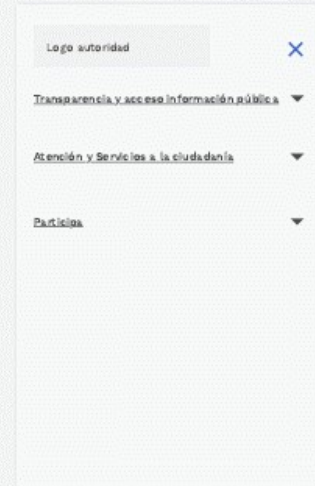 Logo autoridad
Transparencia y acceso información pública
Atención y Servicios a la ciudadanía
Participa